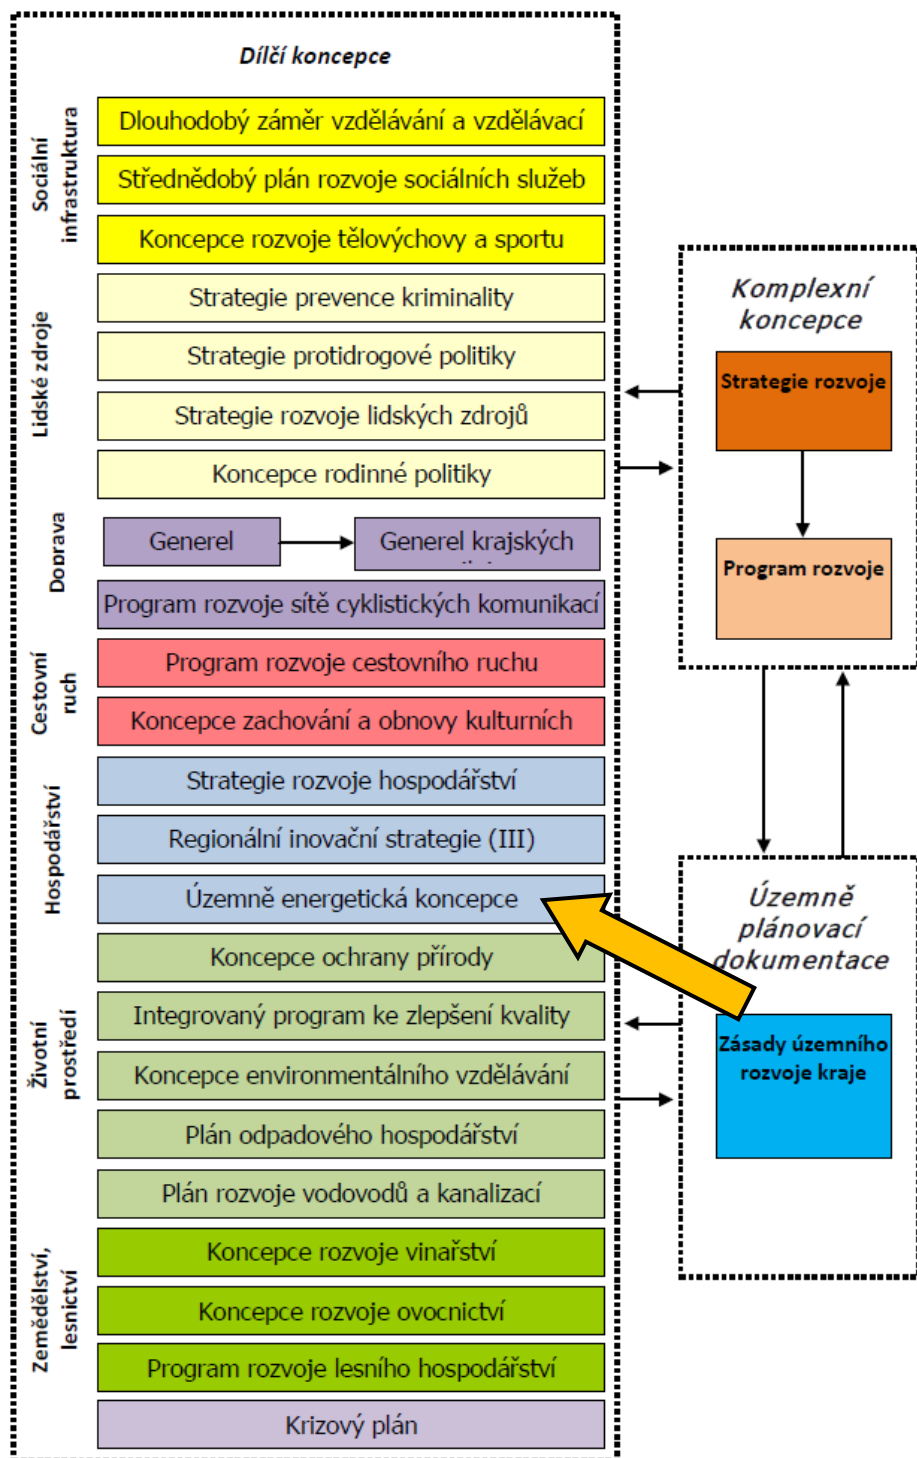 Dílčí koncepce
Sociální
infrastruktura
Dlouhodobý záměr vzdělávání a vzdělávací
Střednědobý plán rozvoje sociálních služeb
Koncepce rozvoje tělovýchovy a sportu
Lidské zdroje
Strategie prevence kriminality
Strategie protidrogové politiky
Strategie rozvoje lidských zdrojů
Koncepce rodinné politiky
Doprava
Generel
Generel krajských
Program rozvoje sítě cyklistických komunikací
Cestovní
ruch
Program rozvoje cestovního ruchu
Koncepce zachování a obnovy kulturních
Hospodářství
Strategie rozvoje hospodářství
Regionální inovační strategie (III)
Územně energetická koncepce
Životní
prostředí
Koncepce ochrany přírody
Integrovaný program ke zlepšení kvality
Koncepce environmentálního vzdělávání
Plán odpadového hospodářství
Plán rozvoje vodovodů a kanalizací
Zemědělství,
lesnictví
Koncepce rozvoje vinařství
Koncepce rozvoje ovocnictví
Program rozvoje lesního hospodářství
Krizový plán
Komplexní
koncepce
Strategie rozvoje
Program rozvoje
Územně
plánovací
dokumentace
Zásady územního
rozvoje kraje